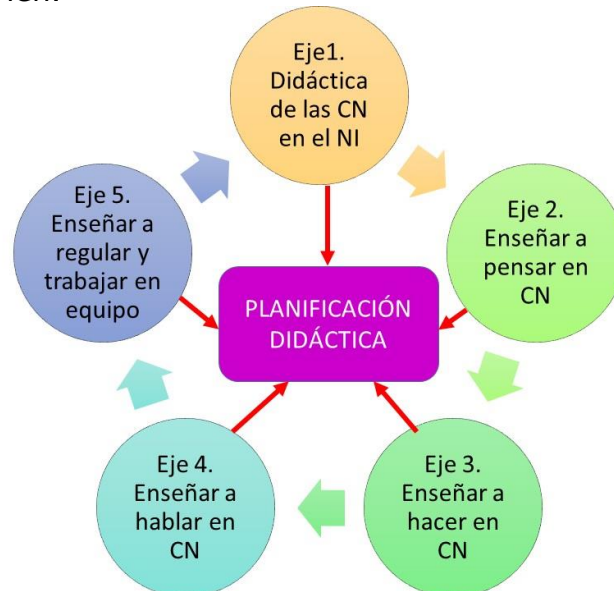 Eje1.
Didáctica
de las CN
en el NI
Eje 2.
Enseñar a
pensar en
CN
Eje 3.
Enseñar a
hacer en
CN
Eje 4.
Enseñar a
hablar en
CN
Eje 5.
Enseñar a
regular y
trabajar en
equipo
PLANIFICACIÓN
DIDÁCTICA